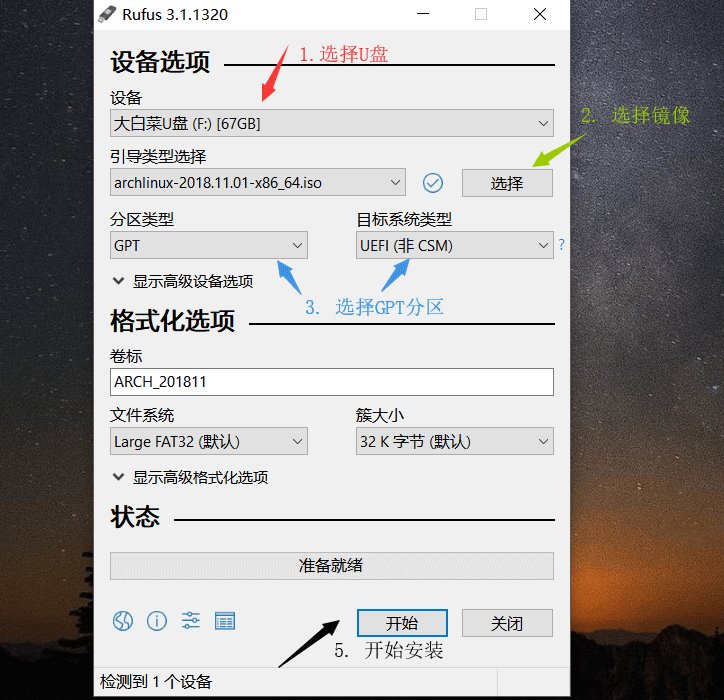 Rufus 3.1.1320
设备选项
1.选择U盘
设备
大白菜U盘 (F:) [67GB]
2. 选择镜像
引导类型选择
archlinux-2018.11.01-x86_64.iso
选择
分区类型
目标系统类型
GPT
UEFI (非 CSM)
?
显示高级设备选项
3. 选择GPT分区
格式化选项
卷标
ARCH_201811
文件系统
簇大小
Large FAT32 (默认)
32 K 字节 (默认)
显示高级格式化选项
状态
准备就绪
开始
关闭
5. 开始安装
检测到 1 个设备